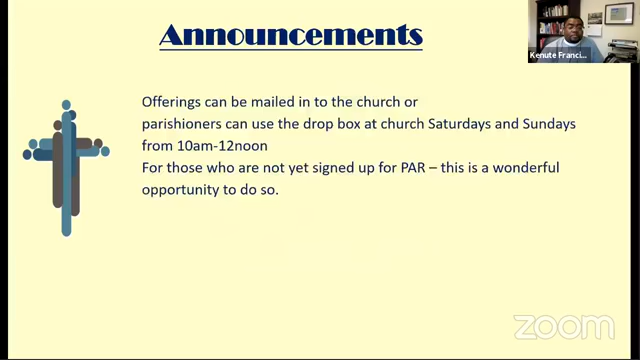 Announcements
Kenute Franci...
Offerings can be mailed in to the church or
parishioners can use the drop box at church Saturdays and Sundays
from 10am-12noon
For those who are not yet signed up for PAR – this is a wonderful
opportunity to do so.
zoom